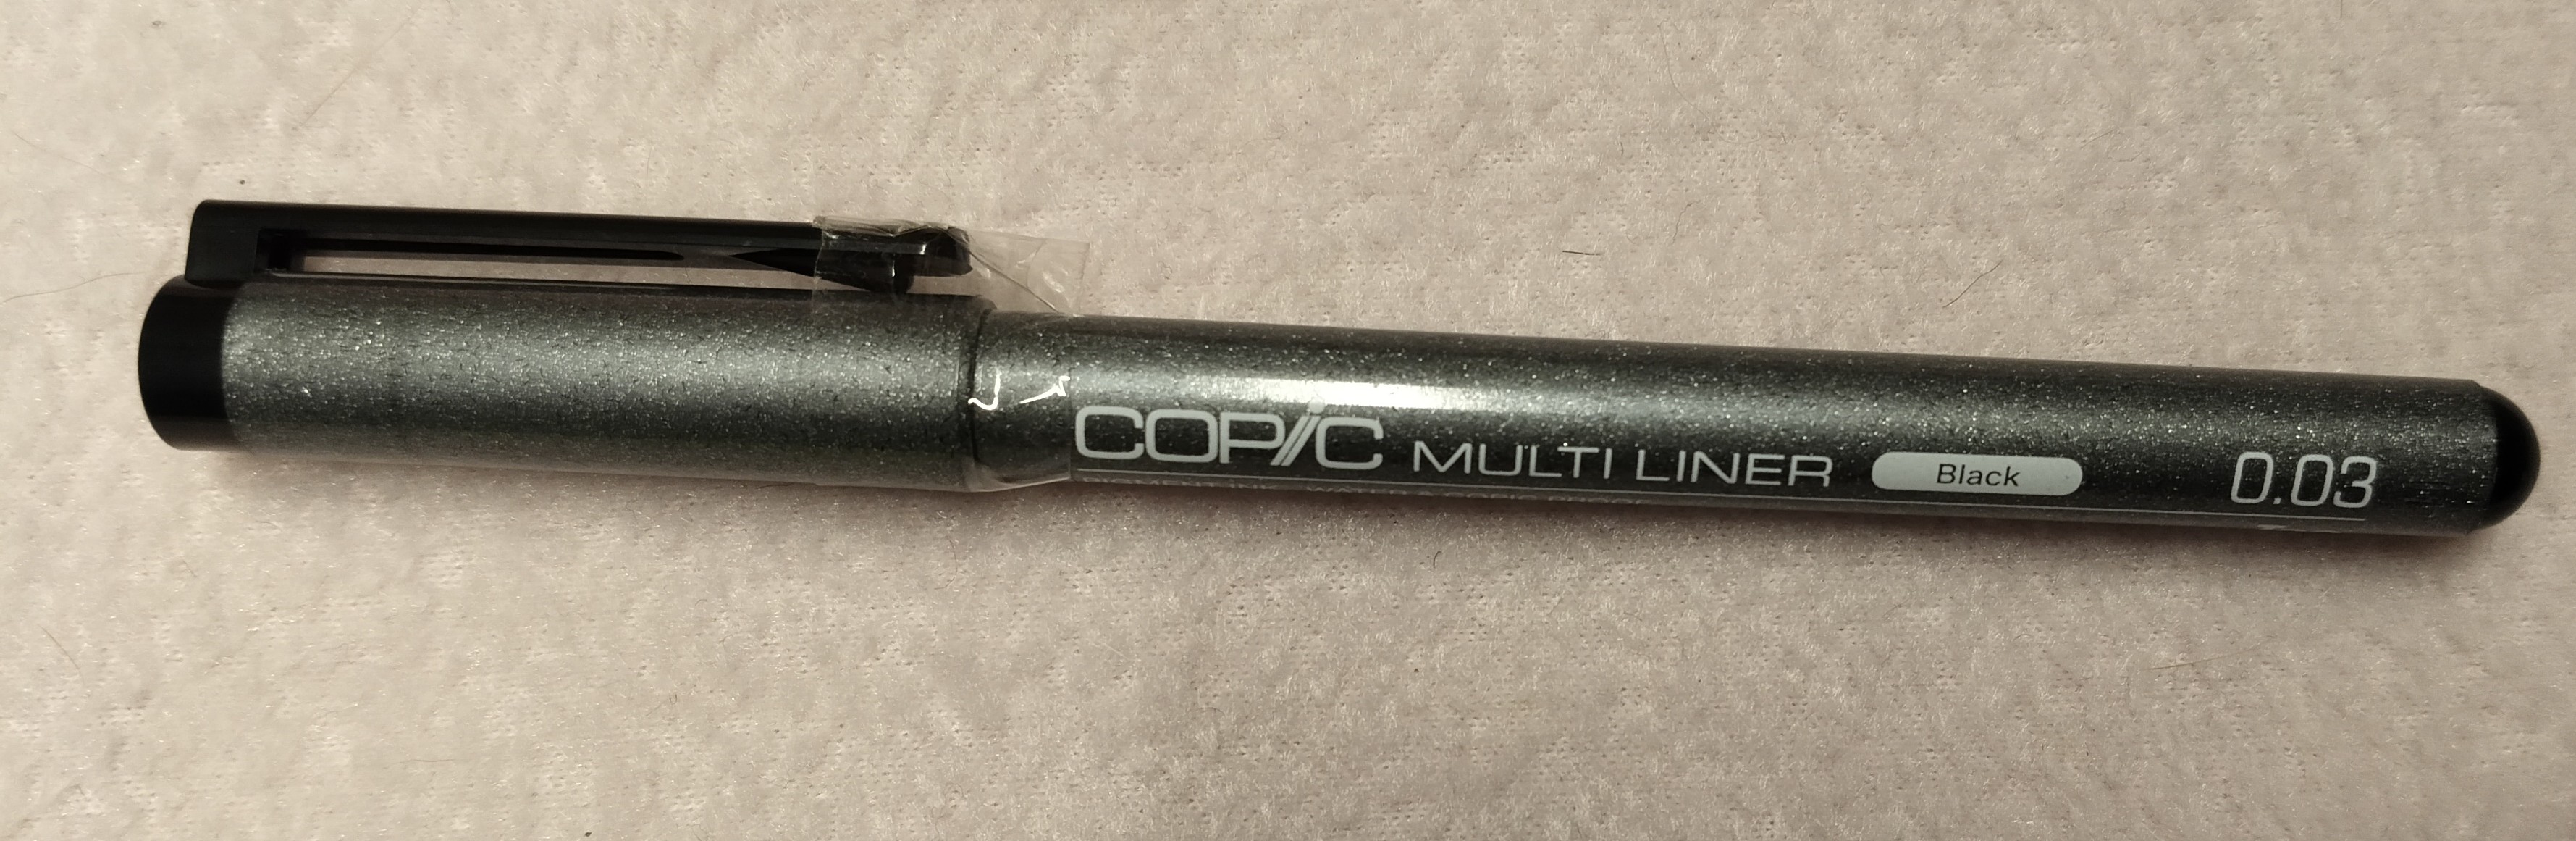 COPiC MULTI LINER Black 0.03